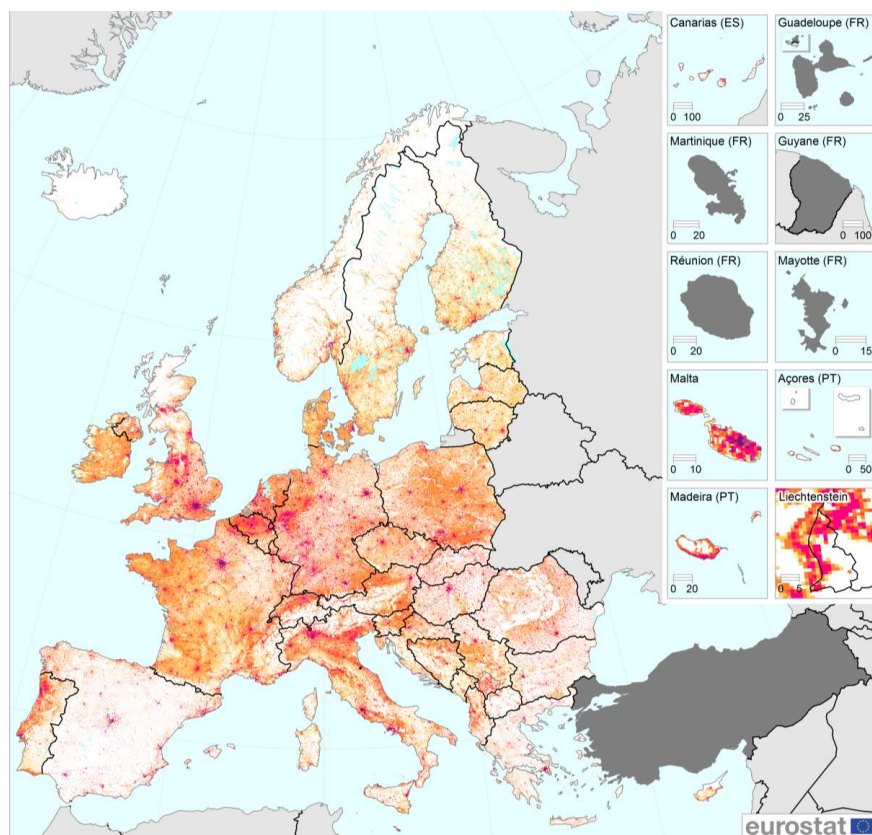 Canarias (ES)
0 100
Guadeloupe (FR)
0 25
Martinique (FR)
0 20
Guyane (FR)
0 100
Réunion (FR)
0 20
Mayotte (FR)
0 15
Malta
0 10
Açores (PT)
0 50
Madeira (PT)
0 20
Liechtenstein
0 5
eurostat